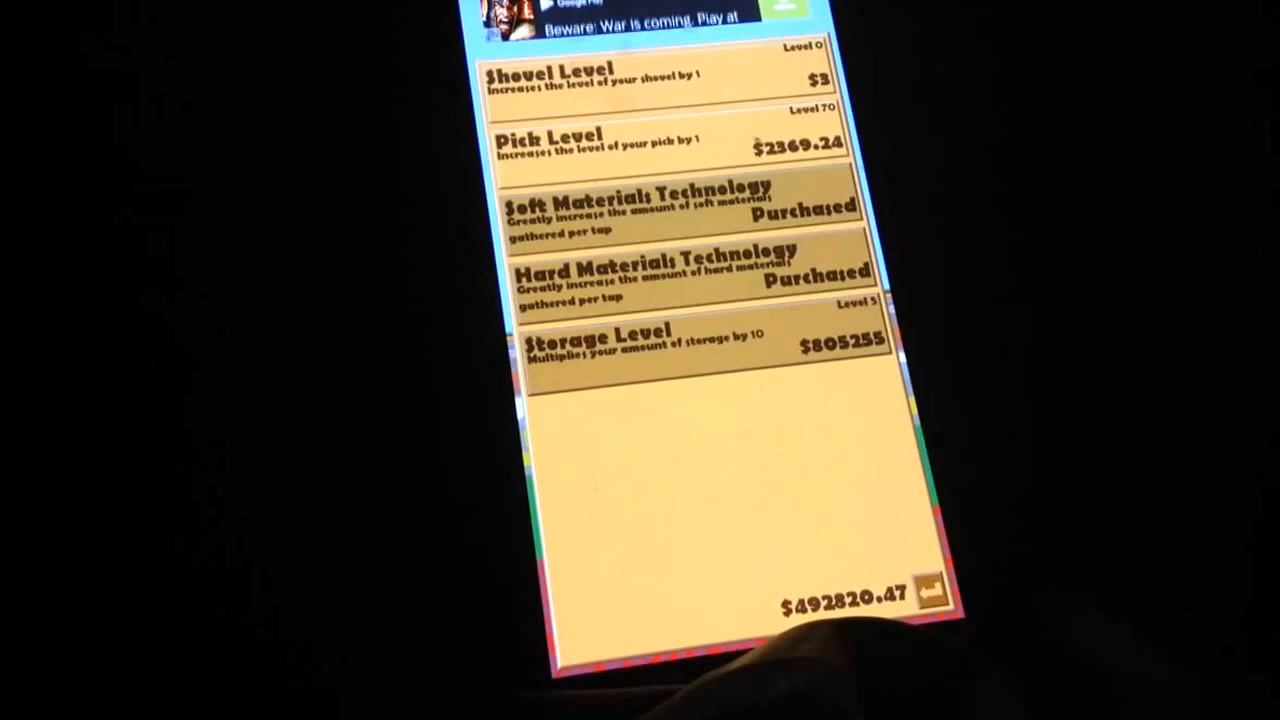 Google Play
Beware: War is coming. Play at
Level 0
Shovel Level
Increases the level of your shovel by 1
$3
Level 70
Pick Level
Increases the level of your pick by 1
$2369.24
Soft Materials Technology
Greatly increase the amount of soft materials
gathered per tap
Purchased
Hard Materials Technology
Greatly increase the amount of hard materials
gathered per tap
Purchased
Level 5
Storage Level
Multiplies your amount of storage by 10
$805255
$492820.47